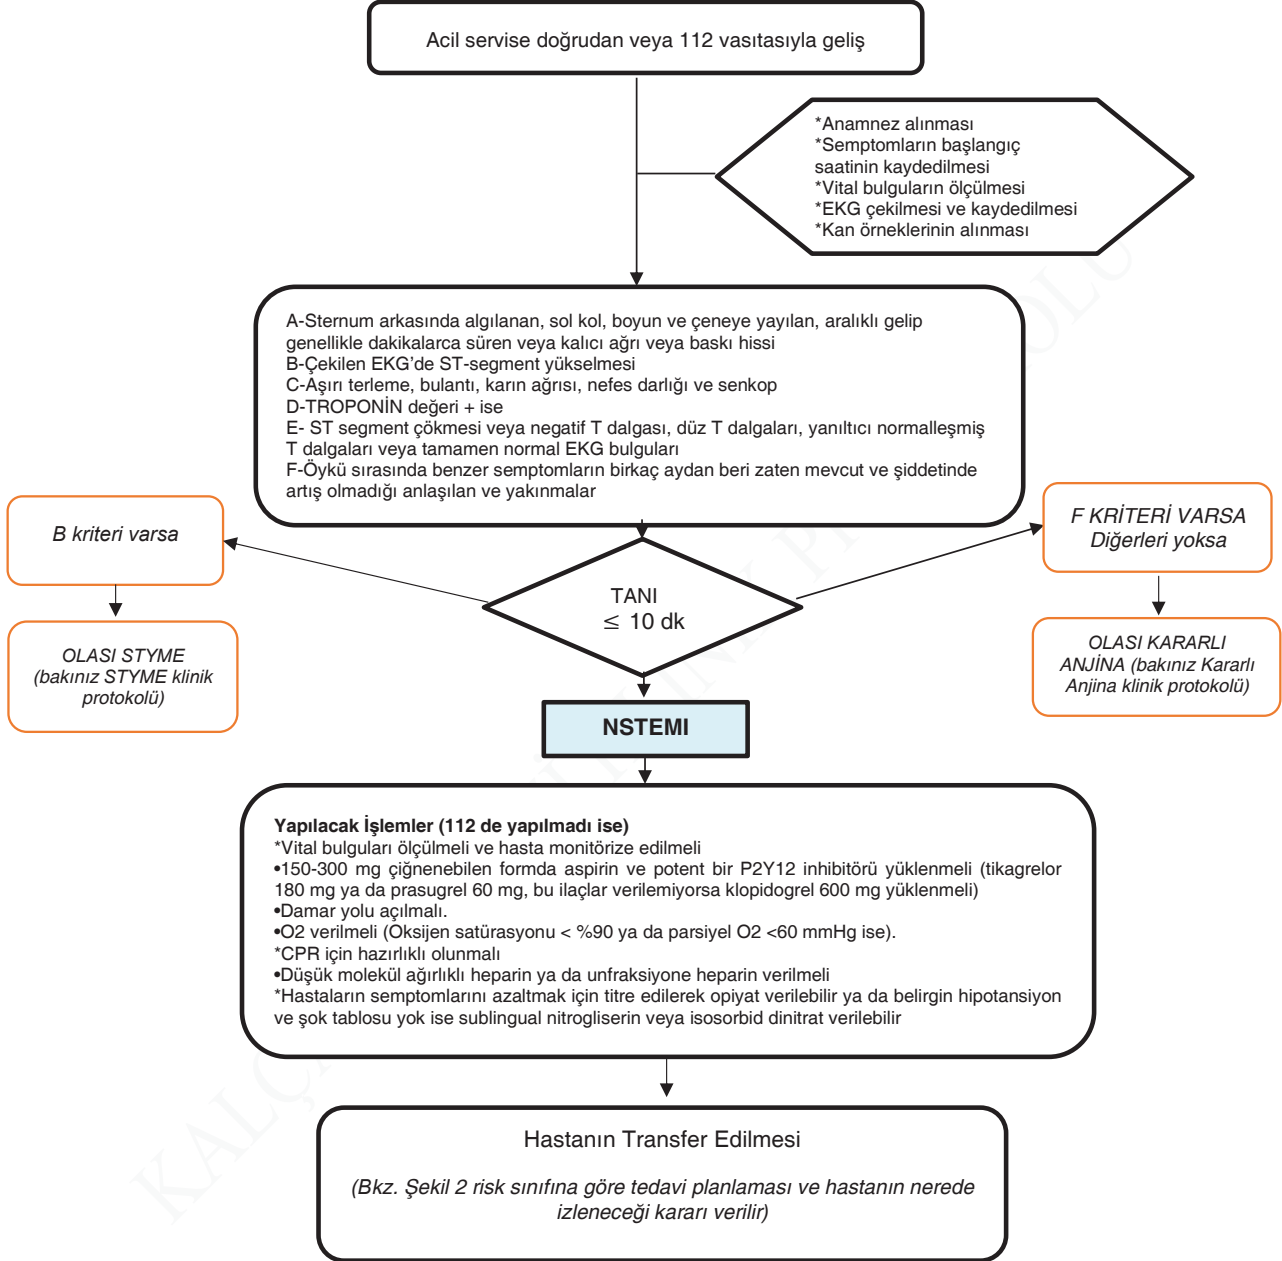 Acil servise doğrudan veya 112 vasıtasıyla geliş
*Anamnez alınması
*Semptomların başlangıç
saatinin kaydedilmesi
*Vital bulguların ölçülmesi
*EKG çekilmesi ve kaydedilmesi
*Kan örneklerinin alınması
A-Sternum arkasında algılanan, sol kol, boyun ve çeneye yayılan, aralıklı gelip
genellikle dakikalarca süren veya kalıcı ağrı veya baskı hissi
B-Çekilen EKG’de ST-segment yükselmesi
C-Aşırı terleme, bulantı, karın ağrısı, nefes darlığı ve senkop
D-TROPONİN değeri + ise
E- ST segment çökmesi veya negatif T dalgası, düz T dalgaları, yanıltıcı normalleşmiş
T dalgaları veya tamamen normal EKG bulguları
F-Öykü sırasında benzer semptomların birkaç aydan beri zaten mevcut ve şiddetinde
artış olmadığı anlaşılan ve yakınmalar
B kriteri varsa
F KRİTERİ VARSA
Diğerleri yoksa
TANI
≤ 10 dk
OLASI STYME
(bakınız STYME klinik
protokolü)
OLASI KARARLI
ANJİNA (bakınız Kararlı
Anjina klinik protokolü)
NSTEMI
Yapılacak İşlemler (112 de yapılmadı ise)
*Vital bulguları ölçülmeli ve hasta monitörize edilmeli
•150-300 mg çiğnenebilen formda aspirin ve potent bir P2Y12 inhibitörü yüklenmeli (tikagrelor
180 mg ya da prasugrel 60 mg, bu ilaçlar verilemiyorsa klopidogrel 600 mg yüklenmeli)
•Damar yolu açılmalı.
•O2 verilmeli (Oksijen satürasyonu < %90 ya da parsiyel O2 <60 mmHg ise).
*CPR için hazırlıklı olunmalı
•Düşük molekül ağırlıklı heparin ya da unfraksiyone heparin verilmeli
*Hastaların semptomlarını azaltmak için titre edilerek opiyat verilebilir ya da belirgin hipotansiyon
ve şok tablosu yok ise sublingual nitrogliserin veya isosorbid dinitrat verilebilir
Hastanın Transfer Edilmesi
(Bkz. Şekil 2 risk sınıfına göre tedavi planlaması ve hastanın nerede
izleneceği kararı verilir)